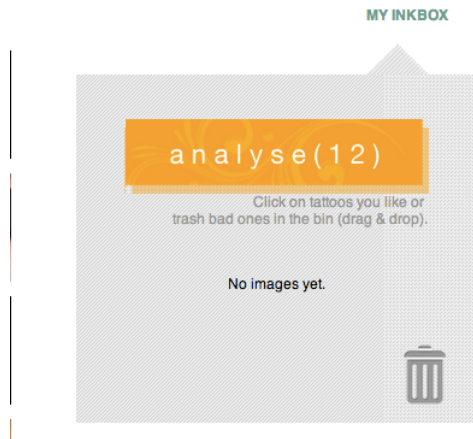 MY INKBOX
analyse(12)
Click on tattoos you like or
trash bad ones in the bin (drag & drop).
No images yet.